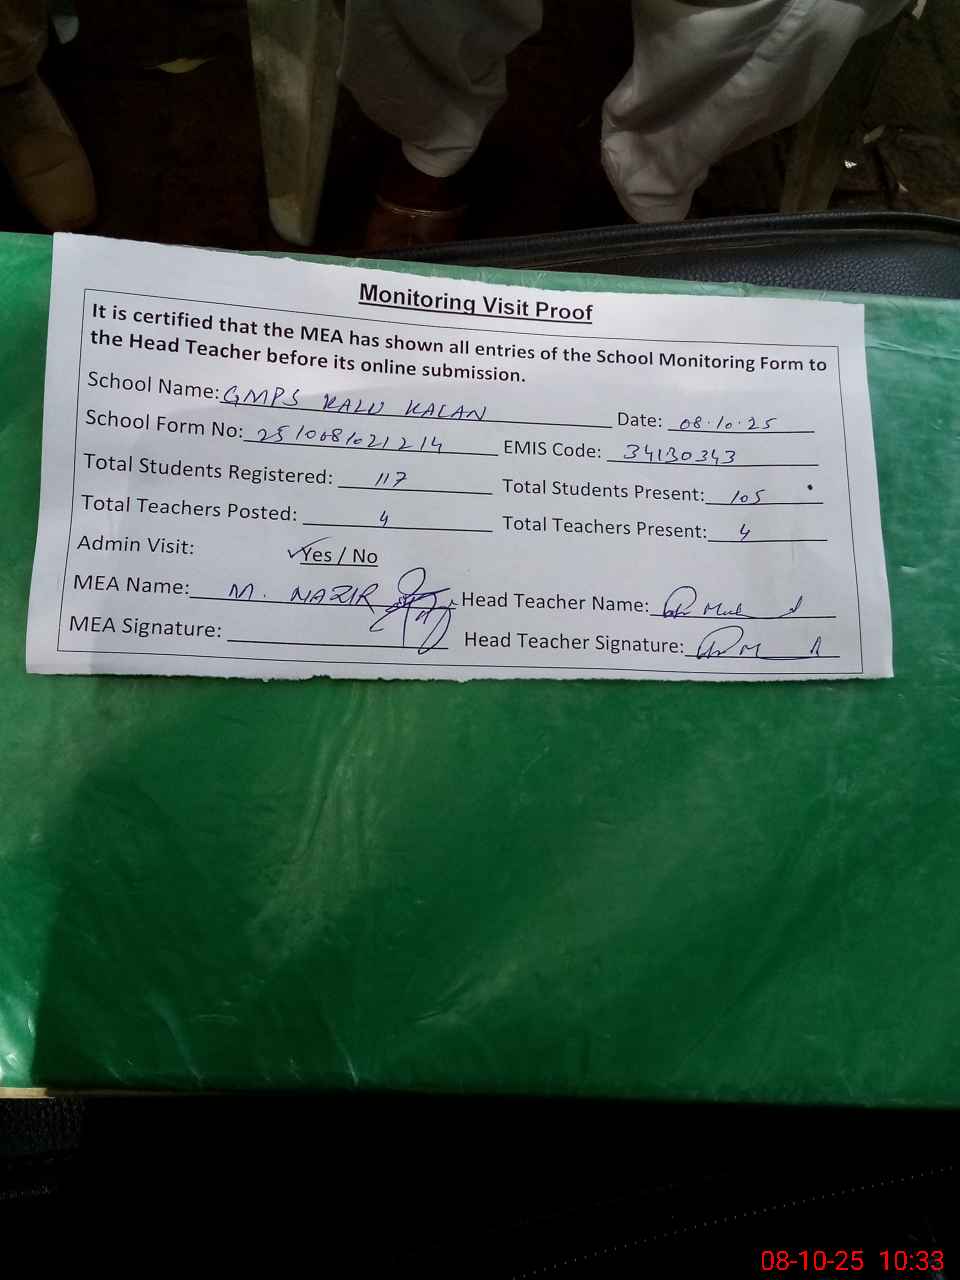 Monitoring Visit Proof
It is certified that the MEA has shown all entries of the School Monitoring Form to
the Head Teacher before its online submission.
School Name: GMPS KALU KALAN Date: 08.10.25
School Form No: 2510081021214 EMIS Code: 34130343
Total Students Registered: 117 Total Students Present: 105
Total Teachers Posted: 4 Total Teachers Present: 4
Admin Visit: ✓Yes / No
MEA Name: M. NAZIR Head Teacher Name:
MEA Signature: Head Teacher Signature:
08-10-25 10:33